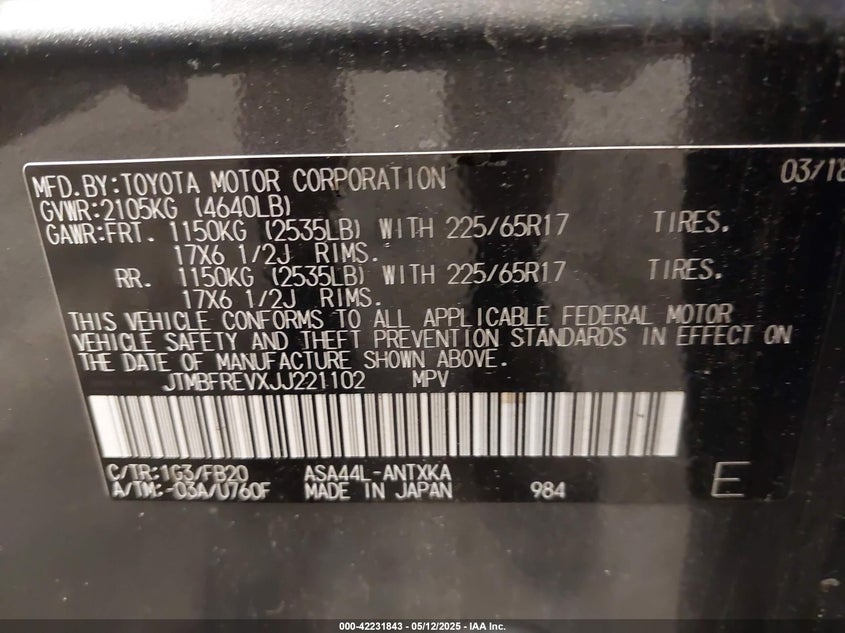 MFD.BY:TOYOTA MOTOR CORPORATION 03/18
GVWR:2105KG (4640LB)
GAWR:FRT. 1150KG (2535LB) WITH 225/65R17 TIRES.
17X6 1/2J RIMS.
RR. 1150KG (2535LB) WITH 225/65R17 TIRES.
17X6 1/2J RIMS.
THIS VEHICLE CONFORMS TO ALL APPLICABLE FEDERAL MOTOR
VEHICLE SAFETY AND THEFT PREVENTION STANDARDS IN EFFECT ON
THE DATE OF MANUFACTURE SHOWN ABOVE.
JTMBFREVXJJ221102 MPV
C/TR:1G3/FB20 ASA44L-ANTXKA
A/TM:-03A/U760F MADE IN JAPAN 984 E
000-42231843 - 05/12/2025 - IAA Inc.